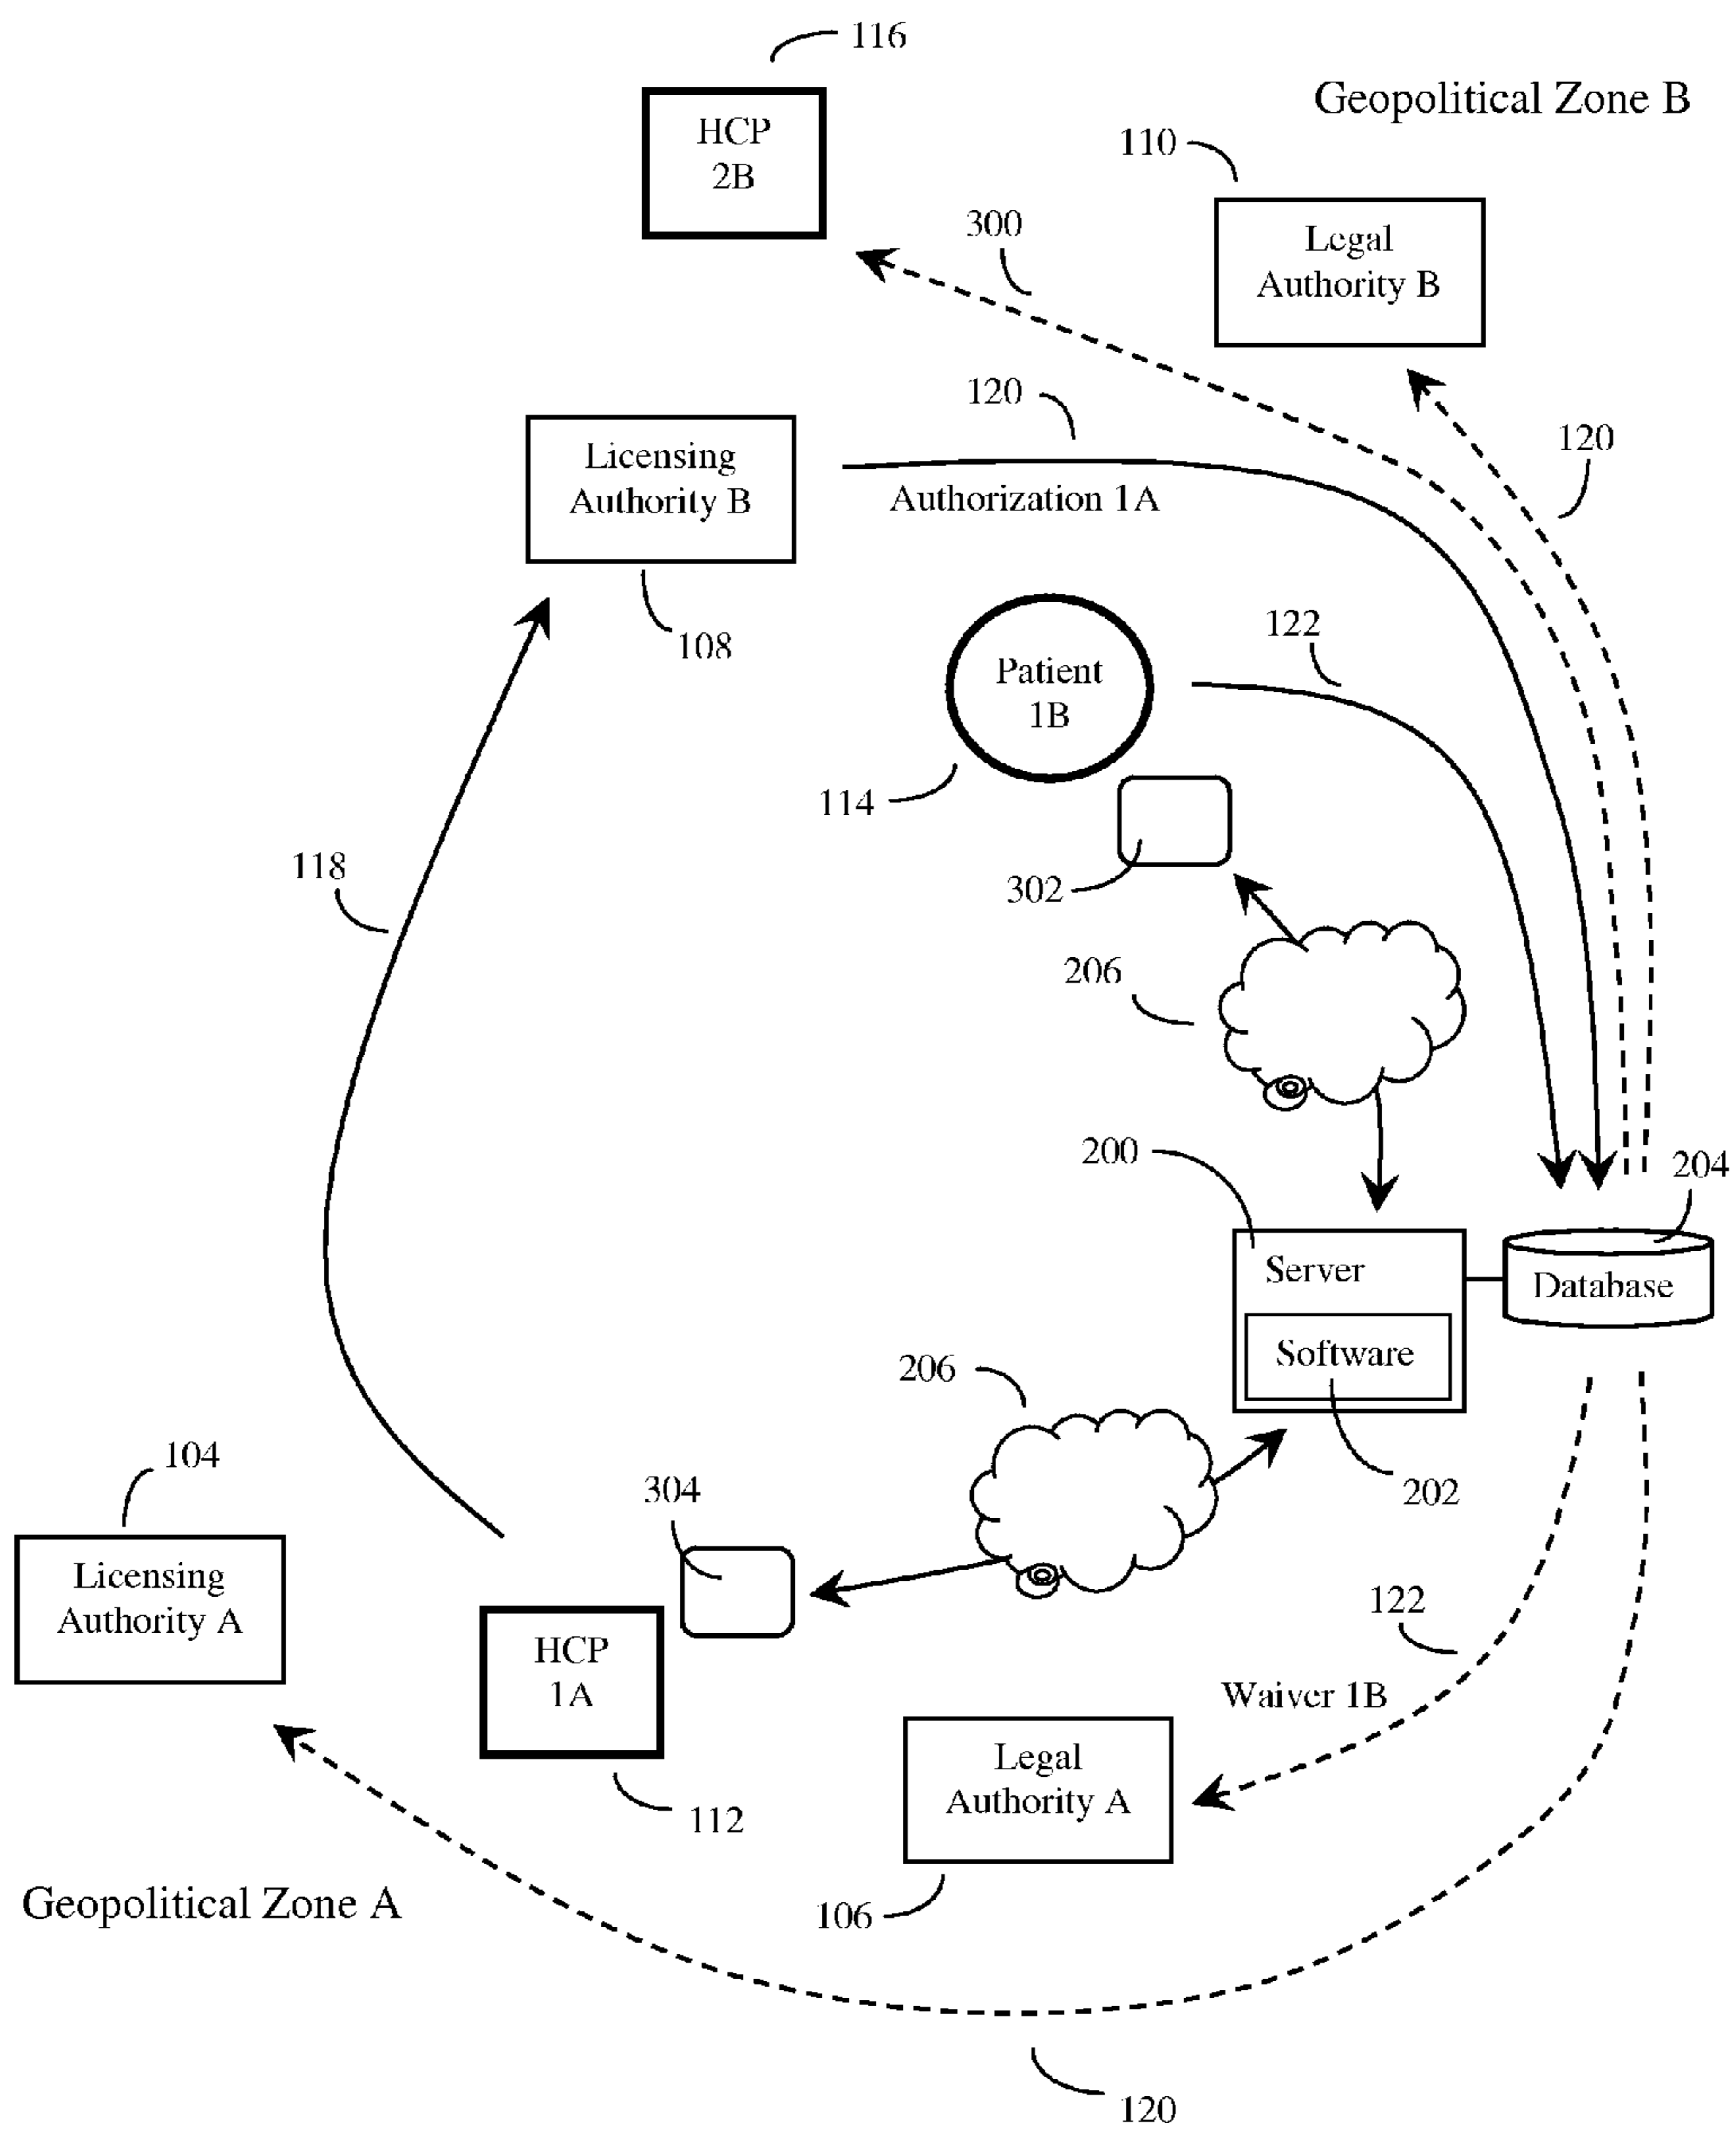 116
Geopolitical Zone B
HCP
2B
110
300
Legal
Authority B
120
120
Licensing
Authority B
Authorization 1A
108
122
Patient
1B
114
118
302
206
200
204
Server
Database
Software
206
202
104
304
Licensing
Authority A
122
HCP
1A
Waiver 1B
Legal
Authority A
112
Geopolitical Zone A
106
120